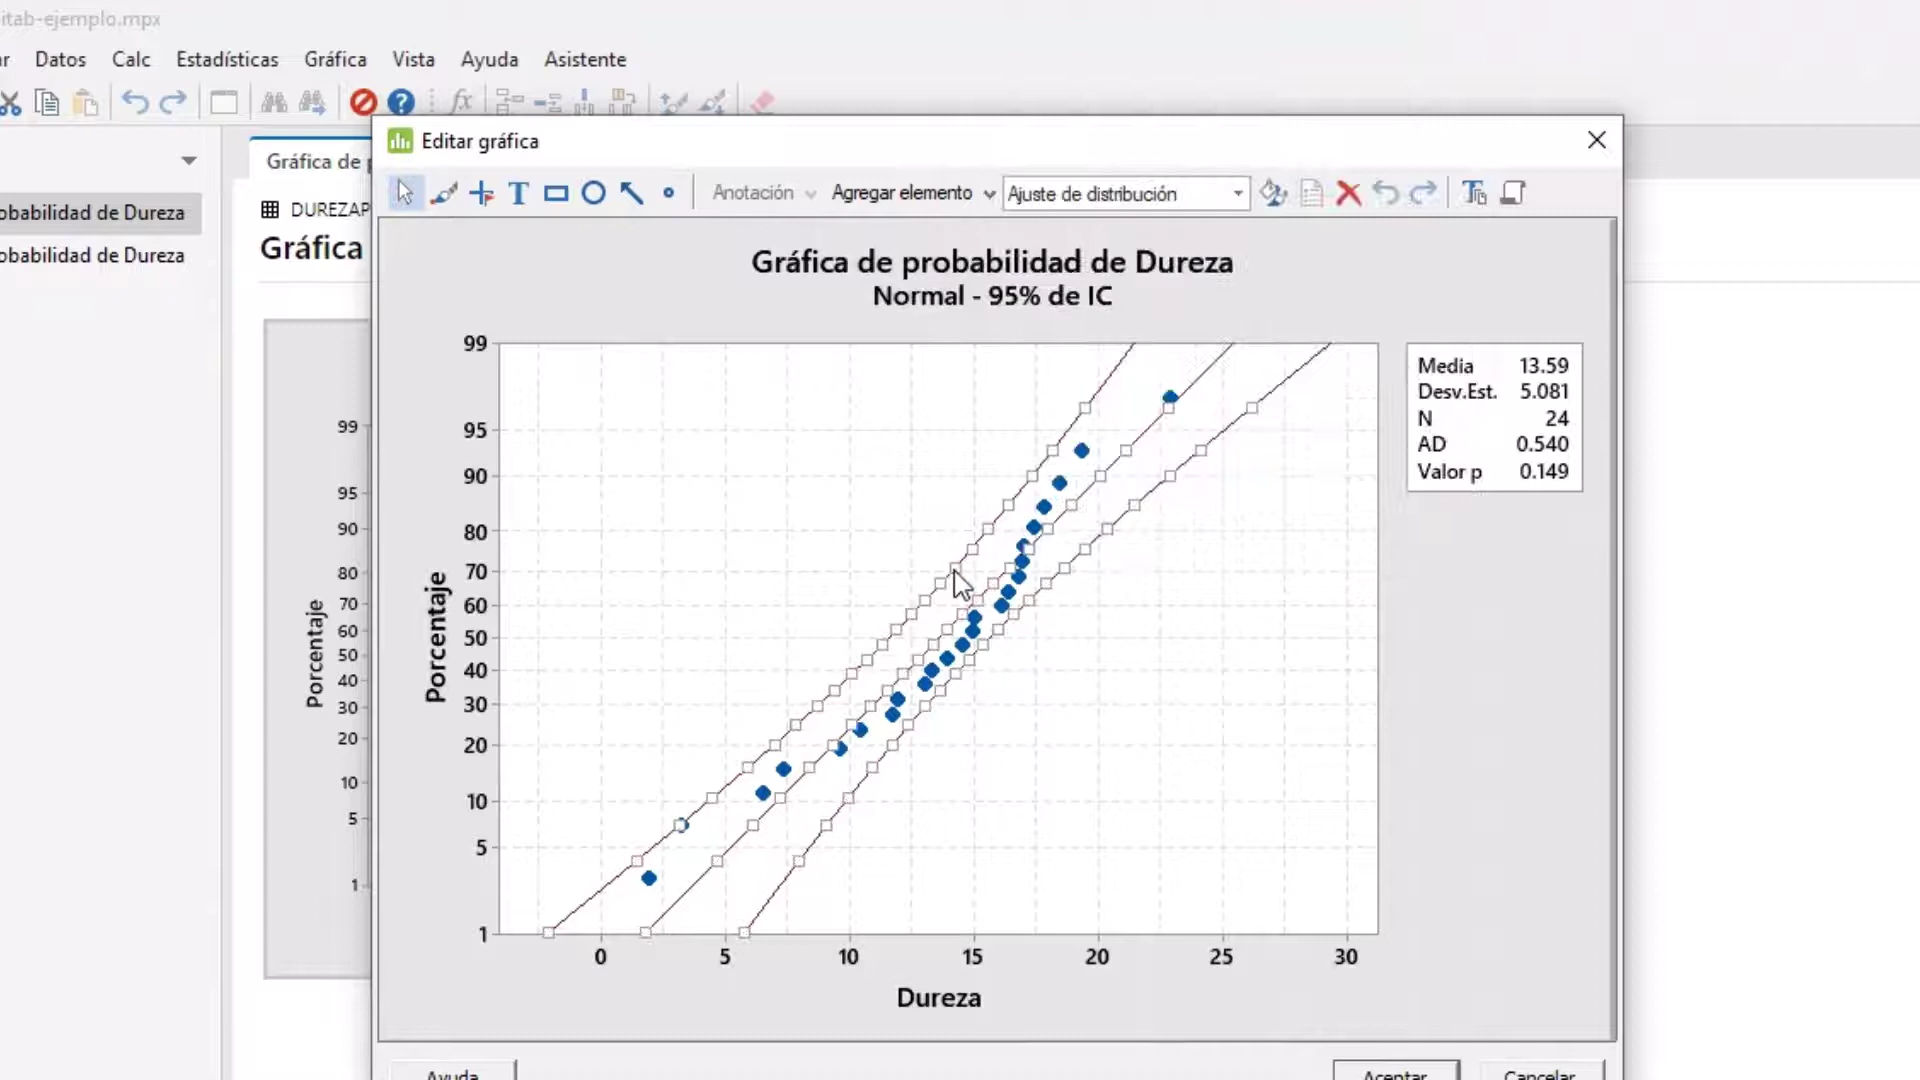 itab-ejemplo.mpx
Datos Calc Estadísticas Gráfica Vista Ayuda Asistente
Editar gráfica
Gráfica de
Anotación Agregar elemento Ajuste de distribución
obabilidad de Dureza
obabilidad de Dureza
DUREZAP
Gráfica
Gráfica de probabilidad de Dureza
Normal - 95% de IC
99
95
90
80
70
60
50
40
30
20
10
5
1
Porcentaje
99
95
90
80
70
60
50
40
30
20
10
5
1
Porcentaje
0 5 10 15 20 25 30
Dureza
Media 13.59
Desv.Est. 5.081
N 24
AD 0.540
Valor p 0.149
Ayuda Aceptar Cancelar